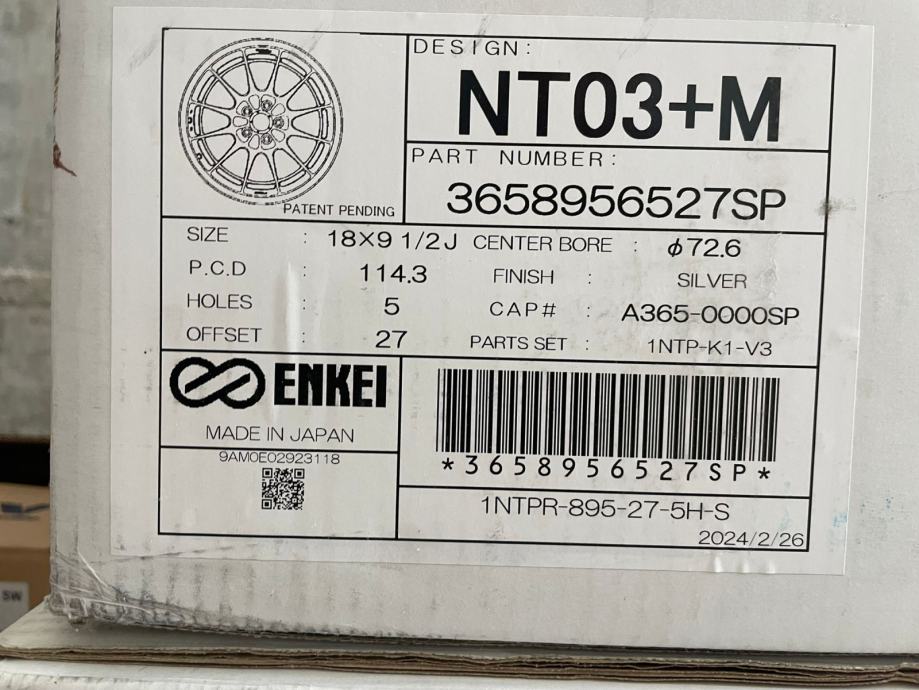 DESIGN:
NT03+M
PART NUMBER:
3658956527SP
PATENT PENDING
SIZE : 18×9 1/2J CENTER BORE : φ72.6
P.C.D : 114.3 FINISH : SILVER
HOLES : 5 CAP# : A365-0000SP
OFFSET : 27 PARTS SET : 1NTP-K1-V3
ENKEI
MADE IN JAPAN
9AM0E02923118
*3658956527SP*
1NTPR-895-27-5H-S
2024/2/26
SW